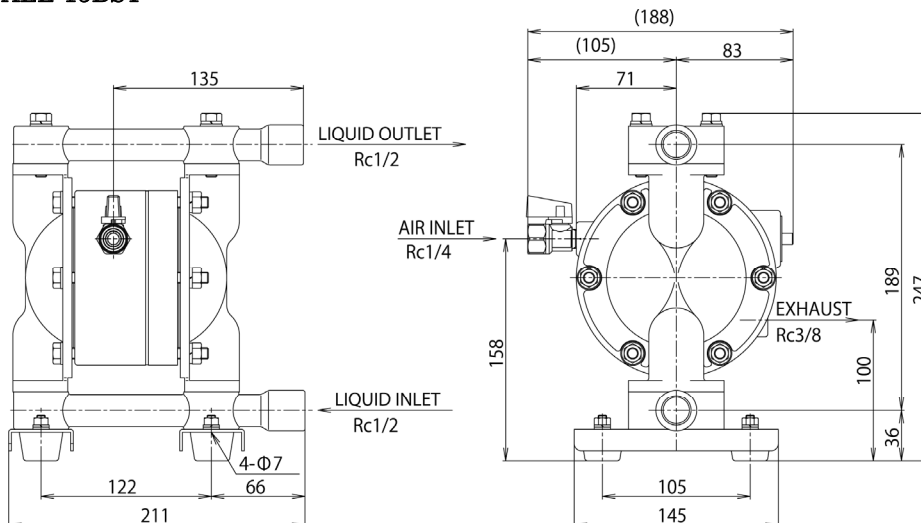 135
LIQUID OUTLET
Rc1/2
AIR INLET
Rc1/4
LIQUID INLET
Rc1/2
4-Φ7
122
66
211
(188)
(105)
83
71
158
EXHAUST
Rc3/8
100
189
247
36
105
145